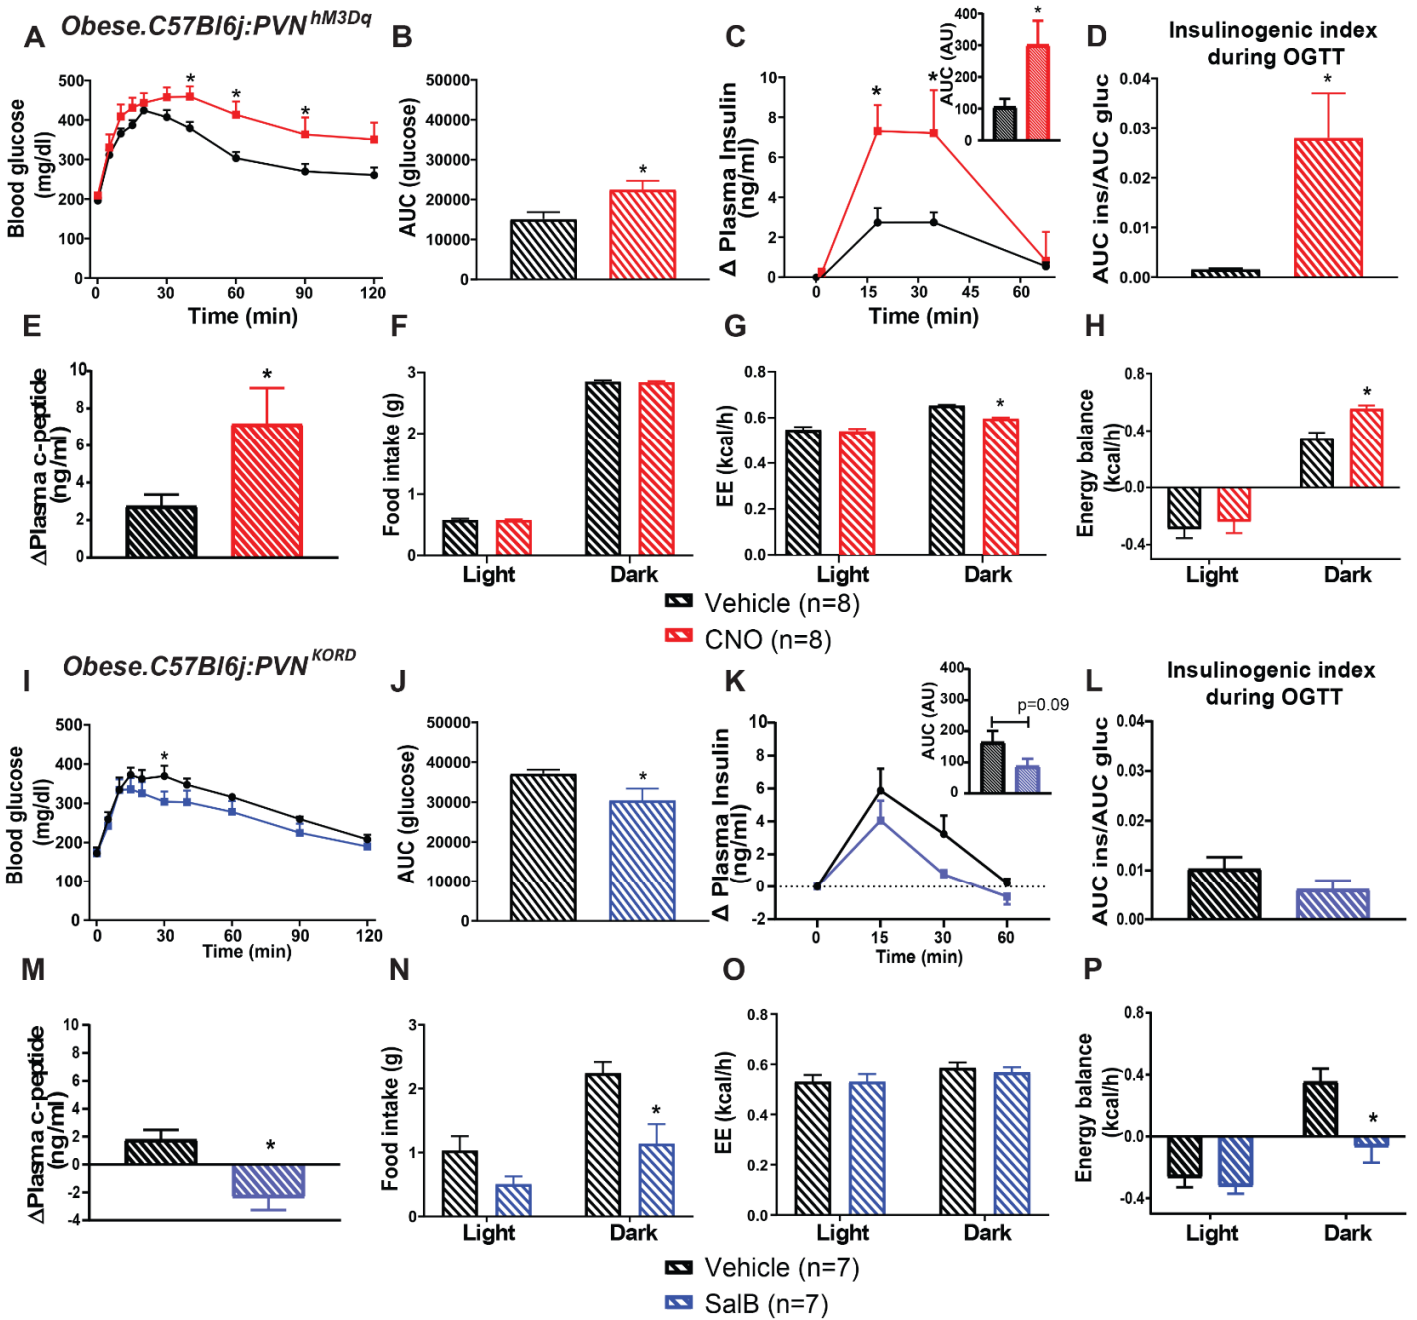 A Obese.C57Bl6j:PVN hM3Dq
Blood glucose
(mg/dl)
500
400
300
200
100
0
* * *
0 30 60 90 120
Time (min)
B
AUC (glucose)
50000
40000
30000
20000
10000
0
*
C
Δ Plasma Insulin
(ng/ml)
10
8
6
4
2
0
* *
0 15 30 45 60
Time (min)
AUC (AU)
400
300
200
100
0
*
D Insulinogenic index
during OGTT
AUC ins/AUC gluc
0.04
0.03
0.02
0.01
0.00
*
E
ΔPlasma c-peptide
(ng/ml)
10
8
6
4
2
0
*
F
Food intake (g)
3
2
1
0
Light Dark
G
EE (kcal/h)
0.8
0.6
0.4
0.2
0.0
*
Light Dark
H
Energy balance
(kcal/h)
0.8
0.4
0.0
-0.4
*
Light Dark
Vehicle (n=8)
CNO (n=8)
I Obese.C57Bl6j:PVN KORD
Blood glucose
(mg/dl)
500
400
300
200
100
0
*
0 30 60 90 120
Time (min)
J
AUC (glucose)
50000
40000
30000
20000
10000
0
*
K
Δ Plasma Insulin
(ng/ml)
10
8
6
4
2
0
-2
0 15 30 60
Time (min)
AUC (AU)
400
300
200
100
0
p=0.09
L Insulinogenic index
during OGTT
AUC ins/AUC gluc
0.04
0.03
0.02
0.01
0.00
M
ΔPlasma c-peptide
(ng/ml)
10
8
6
4
2
0
-2
-4
*
N
Food intake (g)
3
2
1
0
*
Light Dark
O
EE (kcal/h)
0.8
0.6
0.4
0.2
0.0
Light Dark
P
Energy balance
(kcal/h)
0.8
0.4
0.0
-0.4
*
Light Dark
Vehicle (n=7)
SalB (n=7)